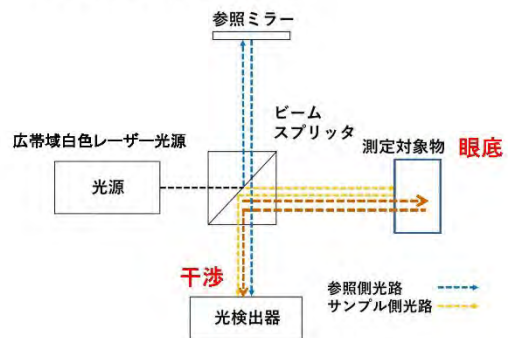 参照ミラー
ビーム
スプリッタ
広帯域白色レーザー光源
光源
測定対象物
眼底
干渉
光検出器
参照側光路
サンプル側光路